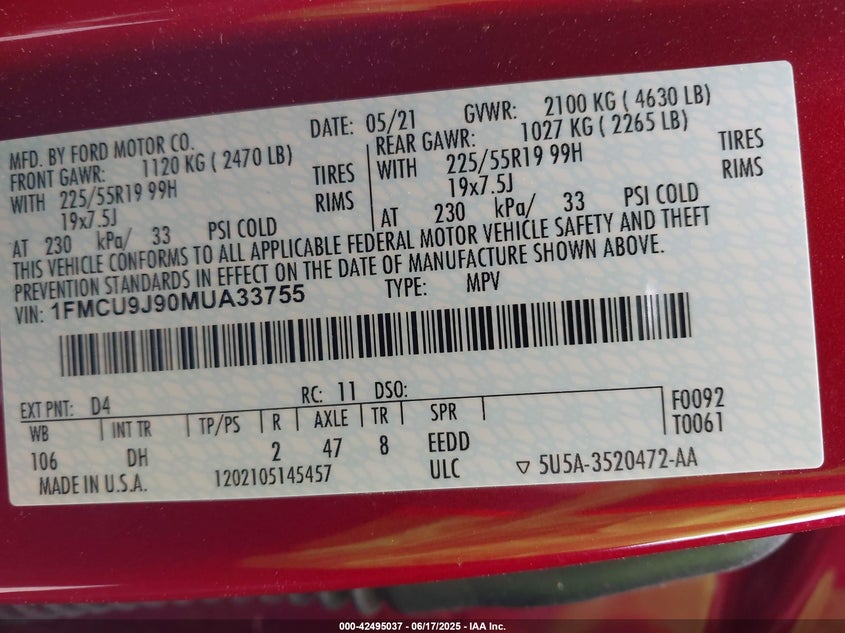 MFD. BY FORD MOTOR CO. DATE: 05/21 GVWR: 2100 KG ( 4630 LB)
FRONT GAWR: 1120 KG ( 2470 LB) REAR GAWR: 1027 KG ( 2265 LB)
WITH 225/55R19 99H TIRES WITH 225/55R19 99H TIRES
19x7.5J RIMS 19x7.5J RIMS
AT 230 kPa/ 33 PSI COLD AT 230 kPa/ 33 PSI COLD
THIS VEHICLE CONFORMS TO ALL APPLICABLE FEDERAL MOTOR VEHICLE SAFETY AND THEFT
PREVENTION STANDARDS IN EFFECT ON THE DATE OF MANUFACTURE SHOWN ABOVE.
VIN: 1FMCU9J90MUA33755 TYPE: MPV
EXT PNT: D4 RC: 11 DSO: F0092
WB INT TR TP/PS R AXLE TR SPR T0061
106 DH 2 47 8 EEDD
MADE IN U.S.A. 1202105145457 ULC ▽ 5U5A-3520472-AA
000-42495037 - 06/17/2025 - IAA Inc.